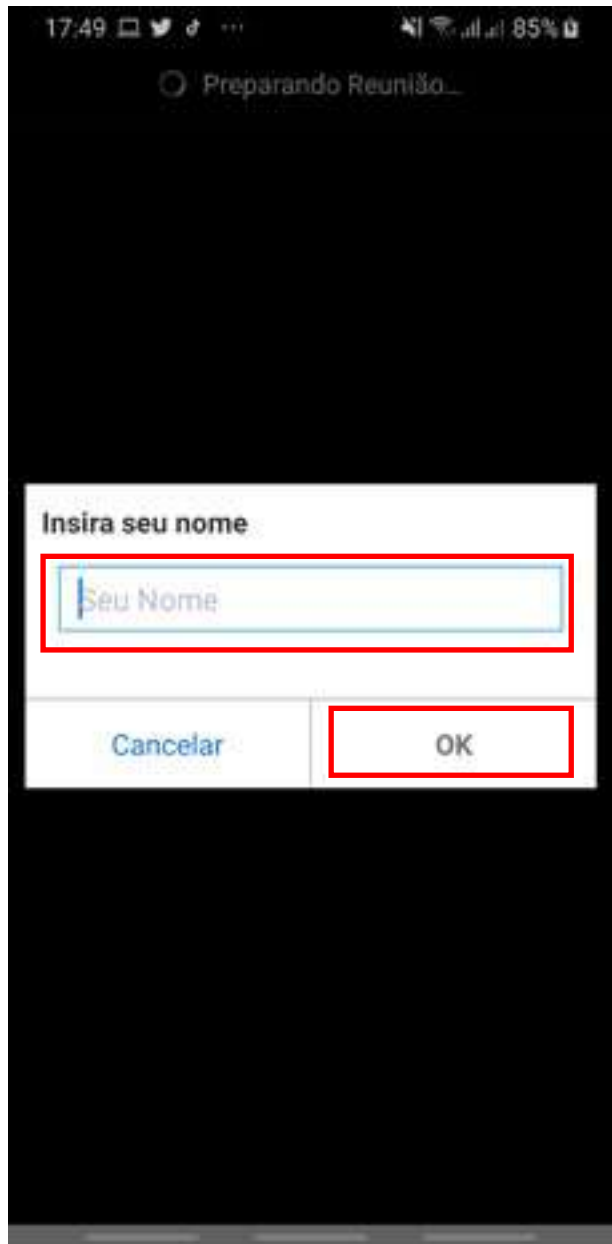 17:49 85%
Preparando Reunião...
Insira seu nome
Seu Nome
Cancelar OK